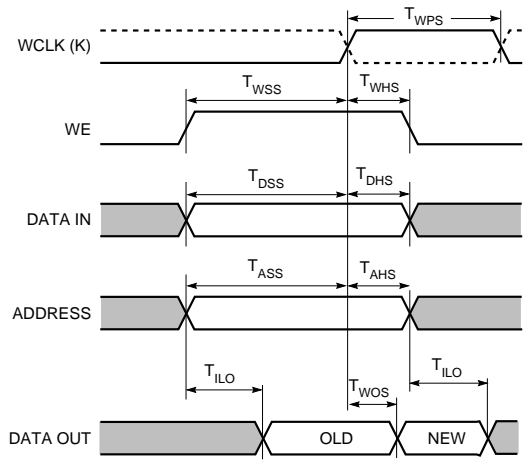 T_WPS
WCLK (K)
T_WSS T_WHS
WE
T_DSS T_DHS
DATA IN
T_ASS T_AHS
ADDRESS
T_ILO T_WOS T_ILO
DATA OUT OLD NEW